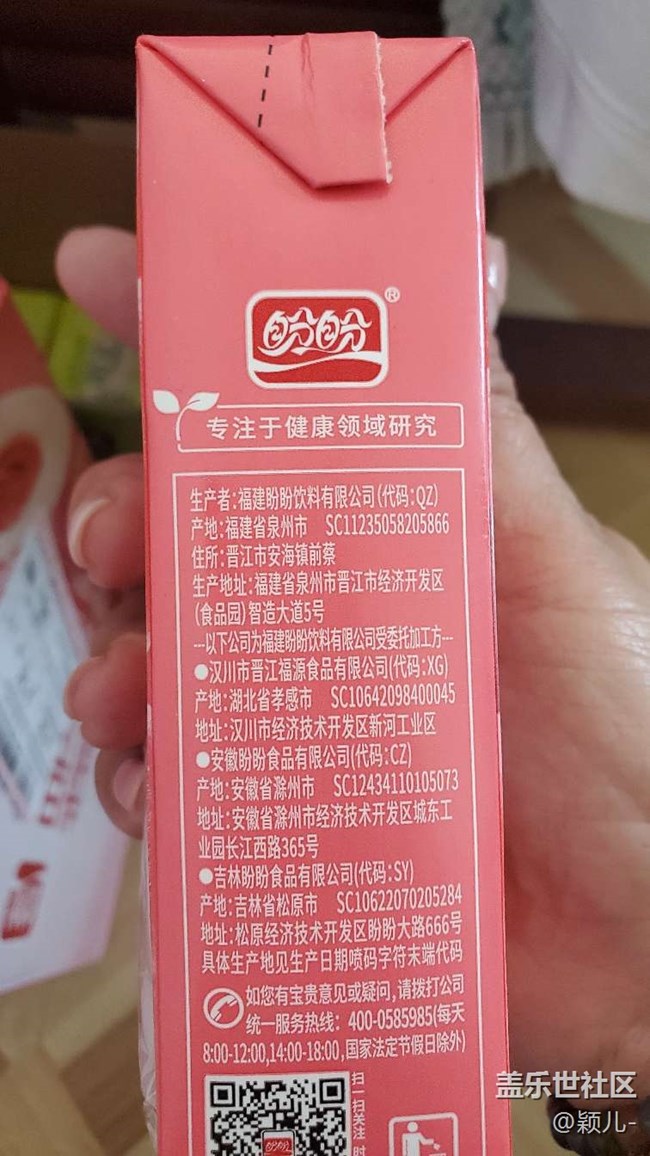 盼盼®
专注于健康领域研究
生产者:福建盼盼饮料有限公司(代码:QZ)
产地:福建省泉州市 SC11235058205866
住所:晋江市安海镇前蔡
生产地址:福建省泉州市晋江市经济开发区
(食品园)智造大道5号
---以下公司为福建盼盼饮料有限公司受委托加工方---
●汉川市晋江福源食品有限公司(代码:XG)
产地:湖北省孝感市 SC10642098400045
地址:汉川市经济技术开发区新河工业区
●安徽盼盼食品有限公司(代码:CZ)
产地:安徽省滁州市 SC12434110105073
地址:安徽省滁州市经济技术开发区城东工
业园长江西路365号
●吉林盼盼食品有限公司(代码:SY)
产地:吉林省松原市 SC10622070205284
地址:松原经济技术开发区盼盼大路666号
具体生产地见生产日期喷码字符末端代码
如您有宝贵意见或疑问,请拨打公司
统一服务热线：400-0585985(每天
8:00-12:00,14:00-18:00,国家法定节假日除外)
扫一扫关注
盼盼
盖乐世社区
@颖儿-